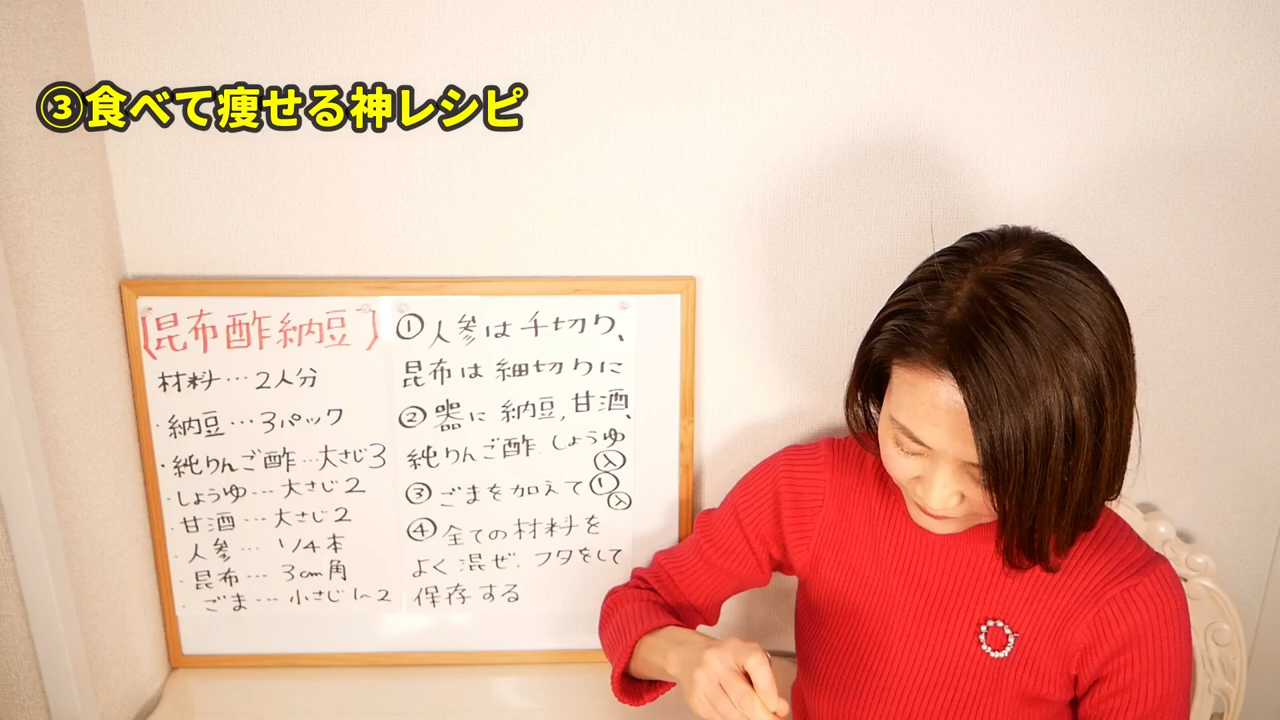 ③食べて痩せる神レシピ
【昆布酢納豆】
材料…2人分
・納豆…3パック
・純りんご酢…大さじ3
・しょうゆ…大さじ2
・甘酒…大さじ2
・人参…1/4本
・昆布…3cm角
・ごま…小さじ1~2
①人参は千切り、
昆布は細切りに
②器に納豆,甘酒、
純りんご酢、しょうゆ
入
③ごまを加えて①
入
④全ての材料を
よく混ぜ、フタをして
保存する